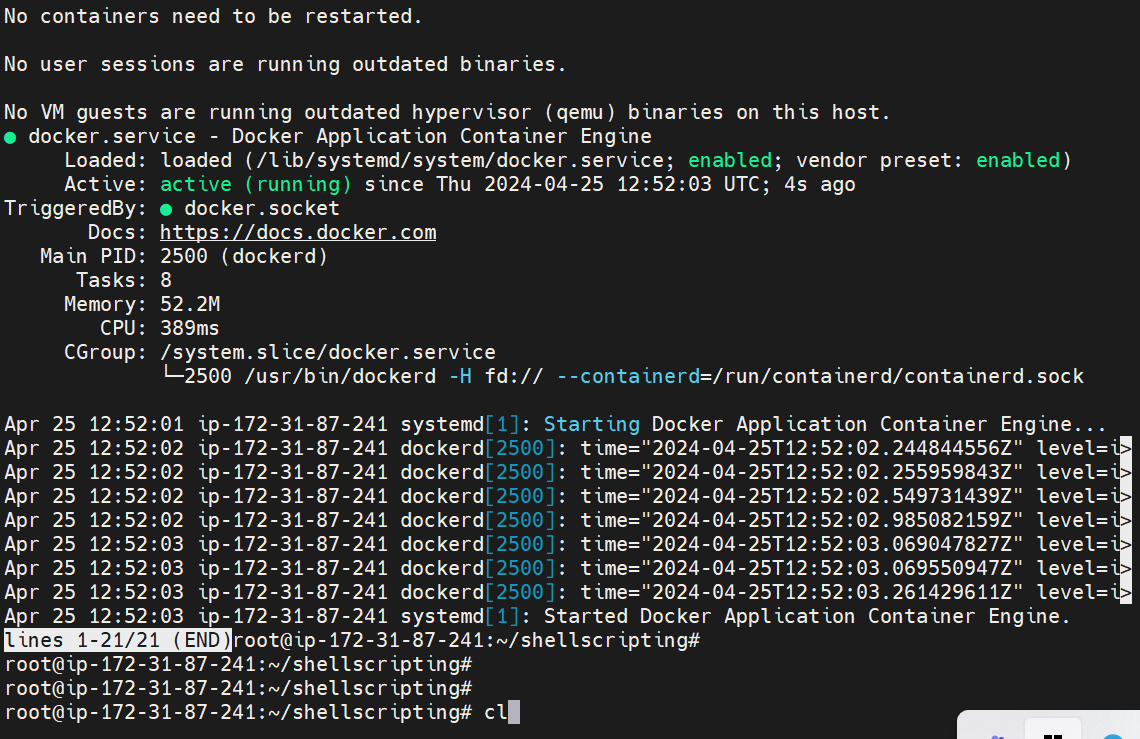 No containers need to be restarted.
No user sessions are running outdated binaries.
No VM guests are running outdated hypervisor (qemu) binaries on this host.
● docker.service - Docker Application Container Engine
Loaded: loaded (/lib/systemd/system/docker.service; enabled; vendor preset: enabled)
Active: active (running) since Thu 2024-04-25 12:52:03 UTC; 4s ago
TriggeredBy: ● docker.socket
Docs: https://docs.docker.com
Main PID: 2500 (dockerd)
Tasks: 8
Memory: 52.2M
CPU: 389ms
CGroup: /system.slice/docker.service
└─2500 /usr/bin/dockerd -H fd:// --containerd=/run/containerd/containerd.sock
Apr 25 12:52:01 ip-172-31-87-241 systemd[1]: Starting Docker Application Container Engine...
Apr 25 12:52:02 ip-172-31-87-241 dockerd[2500]: time="2024-04-25T12:52:02.244844556Z" level=i>
Apr 25 12:52:02 ip-172-31-87-241 dockerd[2500]: time="2024-04-25T12:52:02.255959843Z" level=i>
Apr 25 12:52:02 ip-172-31-87-241 dockerd[2500]: time="2024-04-25T12:52:02.549731439Z" level=i>
Apr 25 12:52:02 ip-172-31-87-241 dockerd[2500]: time="2024-04-25T12:52:02.985082159Z" level=i>
Apr 25 12:52:03 ip-172-31-87-241 dockerd[2500]: time="2024-04-25T12:52:03.069047827Z" level=i>
Apr 25 12:52:03 ip-172-31-87-241 dockerd[2500]: time="2024-04-25T12:52:03.069550947Z" level=i>
Apr 25 12:52:03 ip-172-31-87-241 dockerd[2500]: time="2024-04-25T12:52:03.261429611Z" level=i>
Apr 25 12:52:03 ip-172-31-87-241 systemd[1]: Started Docker Application Container Engine.
lines 1-21/21 (END)root@ip-172-31-87-241:~/shellscripting#
root@ip-172-31-87-241:~/shellscripting#
root@ip-172-31-87-241:~/shellscripting#
root@ip-172-31-87-241:~/shellscripting# cl